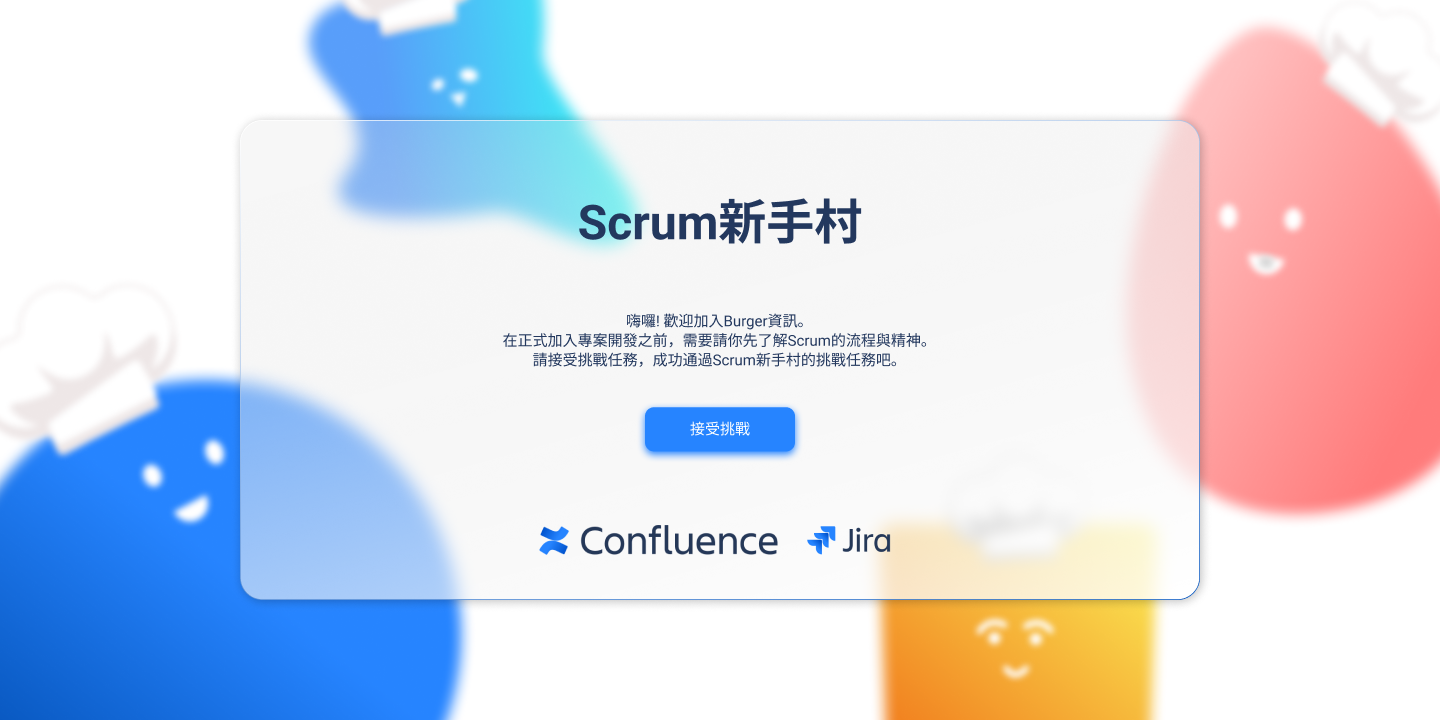 Scrum新手村
嗨囉! 歡迎加入Burger資訊。
在正式加入專案開發之前，需要請你先了解Scrum的流程與精神。
請接受挑戰任務，成功通過Scrum新手村的挑戰任務吧。
接受挑戰
Confluence Jira